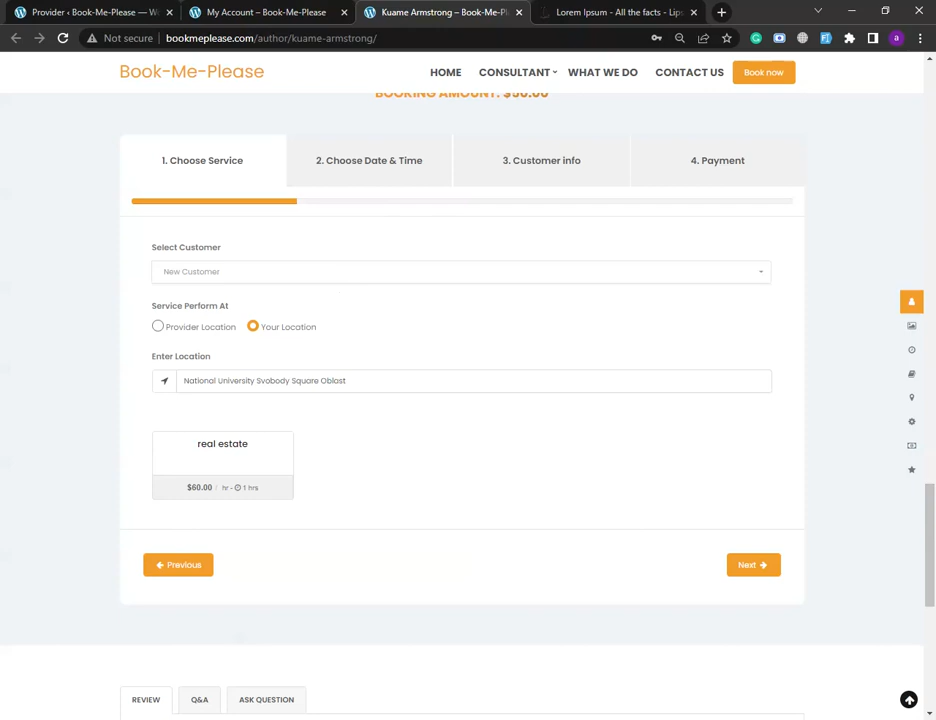 Provider ‹ Book-Me-Please — W
My Account – Book-Me-Please
Kuame Armstrong – Book-Me-Pl
Lorem Ipsum - All the facts - Lip
Not secure
bookmeplease.com/author/kuame-armstrong/
a
Book-Me-Please
HOME
CONSULTANT
WHAT WE DO
CONTACT US
Book now
BOOKING AMOUNT: $50.00
1. Choose Service
2. Choose Date & Time
3. Customer info
4. Payment
Select Customer
New Customer
Service Perform At
Provider Location
Your Location
Enter Location
National University Svobody Square Oblast
real estate
$60.00 / hr - 1 hrs
Previous
Next
REVIEW
Q&A
ASK QUESTION